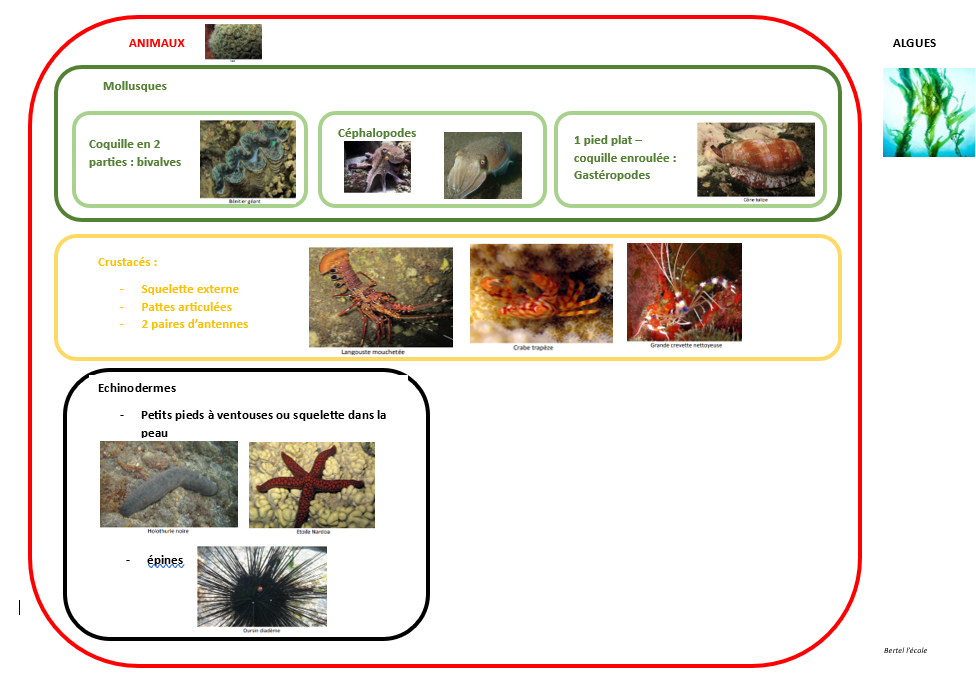 ANIMAUX
ALGUES
Mollusques
Coquille en 2
parties : bivalves
Bénitier géant
Céphalopodes
1 pied plat –
coquille enroulée :
Gastéropodes
Cône taupe
Crustacés :
- Squelette externe
- Pattes articulées
- 2 paires d'antennes
Langouste mouchetée
Crabe trapèze
Grande crevette nettoyeuse
Echinodermes
- Petits pieds à ventouses ou squelette dans la
peau
Holothurie noire
Etoile Nardoa
- épines
Oursin diadème
Bertel l'école